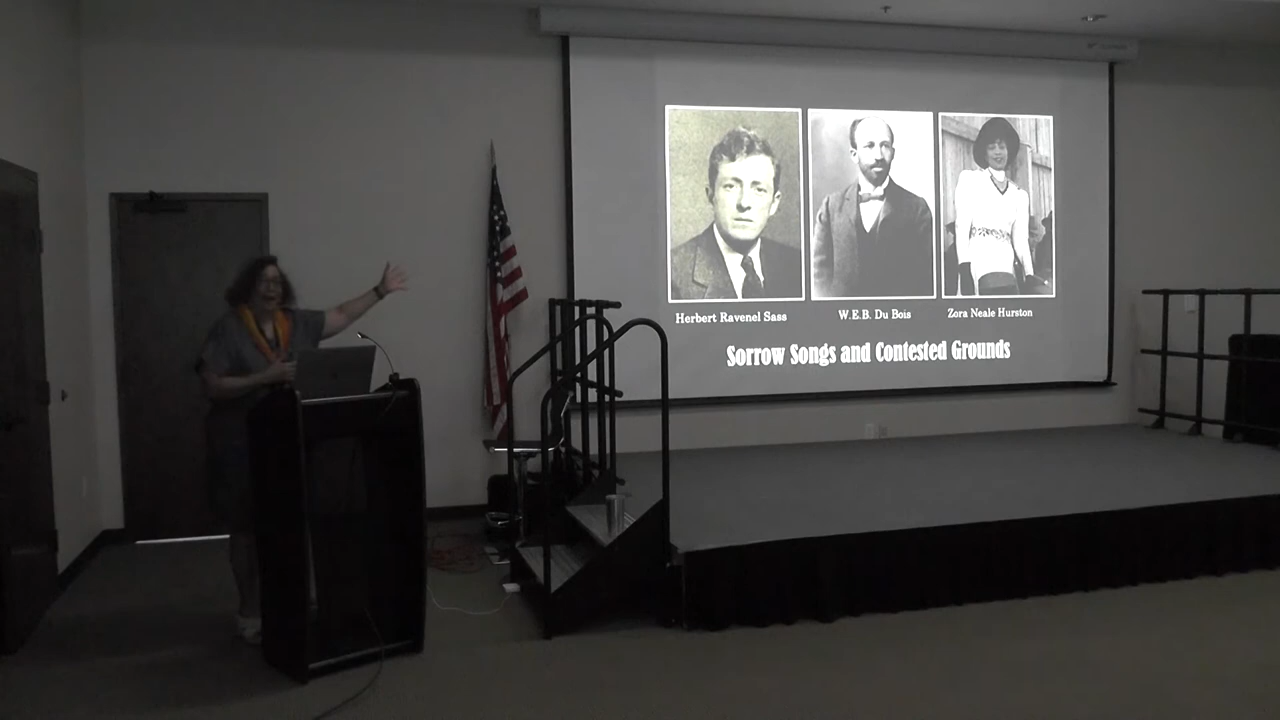 Herbert Ravenel Sass
W.E.B. Du Bois
Zora Neale Hurston
Sorrow Songs and Contested Grounds